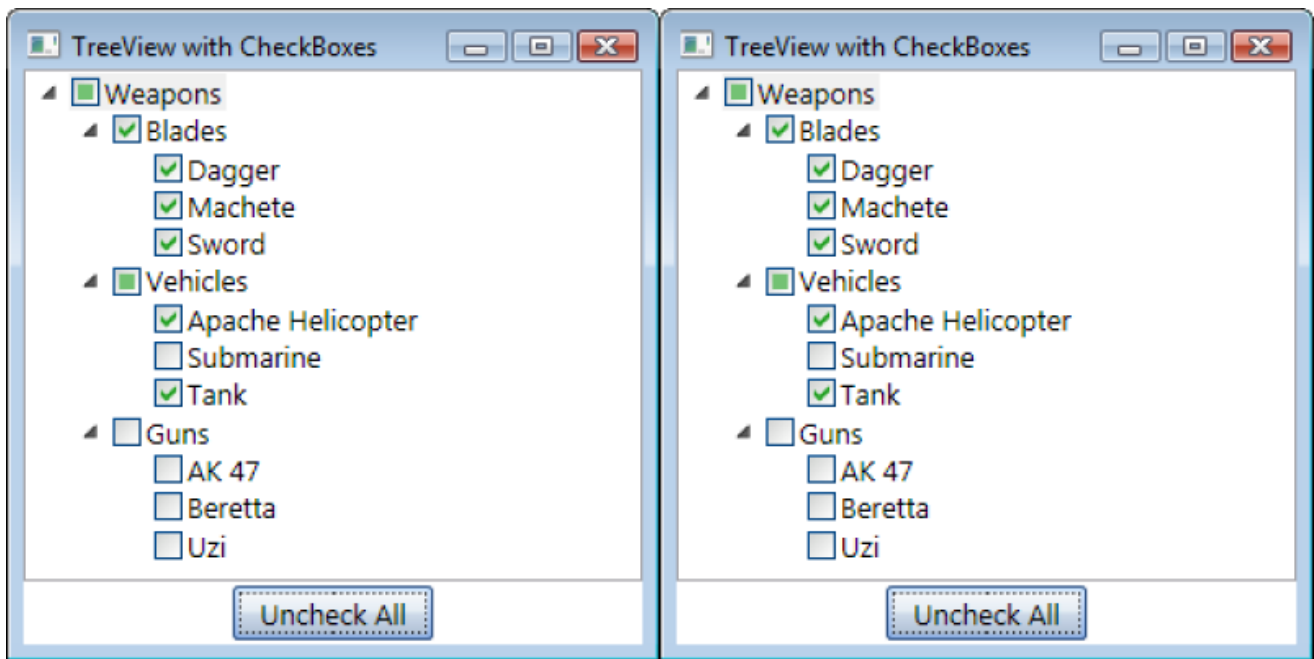 TreeView with CheckBoxes
Weapons
Blades
Dagger
Machete
Sword
Vehicles
Apache Helicopter
Submarine
Tank
Guns
AK 47
Beretta
Uzi
Uncheck All
TreeView with CheckBoxes
Weapons
Blades
Dagger
Machete
Sword
Vehicles
Apache Helicopter
Submarine
Tank
Guns
AK 47
Beretta
Uzi
Uncheck All